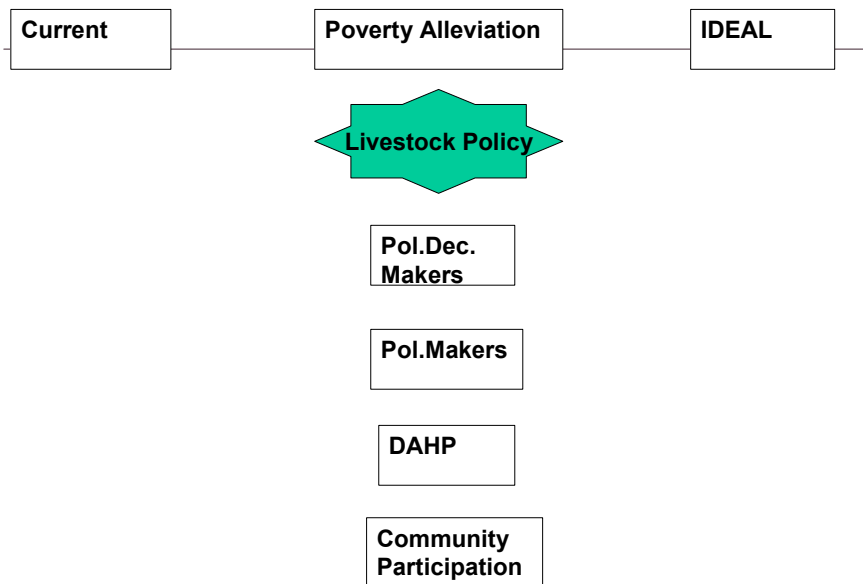 Current Poverty Alleviation IDEAL
Livestock Policy
Pol.Dec.
Makers
Pol.Makers
DAHP
Community
Participation